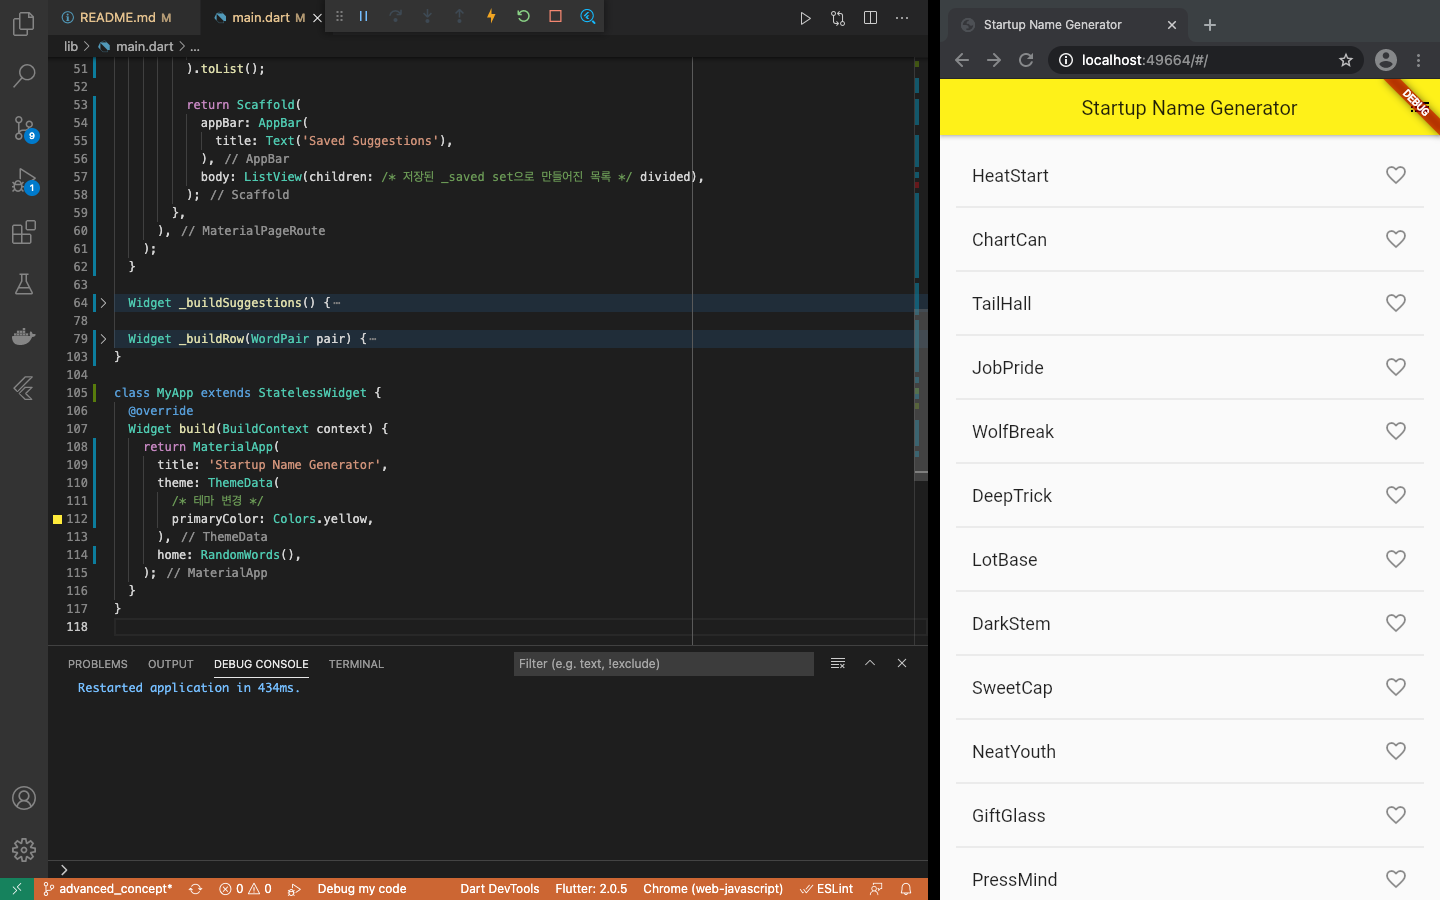 README.md M
main.dart M
lib > main.dart > ...
51 ).toList();
52
53 return Scaffold(
54 appBar: AppBar(
55 title: Text('Saved Suggestions'),
56 ), // AppBar
57 body: ListView(children: /* 저장된 _saved set으로 만들어진 목록 */ divided),
58 ); // Scaffold
59 },
60 ), // MaterialPageRoute
61 );
62 }
63
64 Widget _buildSuggestions() {⋯
78
79 Widget _buildRow(WordPair pair) {⋯
103 }
104
105 class MyApp extends StatelessWidget {
106 @override
107 Widget build(BuildContext context) {
108 return MaterialApp(
109 title: 'Startup Name Generator',
110 theme: ThemeData(
111 /* 테마 변경 */
112 primaryColor: Colors.yellow,
113 ), // ThemeData
114 home: RandomWords(),
115 ); // MaterialApp
116 }
117 }
118
9
1
PROBLEMS OUTPUT DEBUG CONSOLE TERMINAL
Filter (e.g. text, !exclude)
Restarted application in 434ms.
advanced_concept* 0 0 Debug my code Dart DevTools Flutter: 2.0.5 Chrome (web-javascript) ESLint
Startup Name Generator
localhost:49664/#/
Startup Name Generator
DEBUG
HeatStart
ChartCan
TailHall
JobPride
WolfBreak
DeepTrick
LotBase
DarkStem
SweetCap
NeatYouth
GiftGlass
PressMind